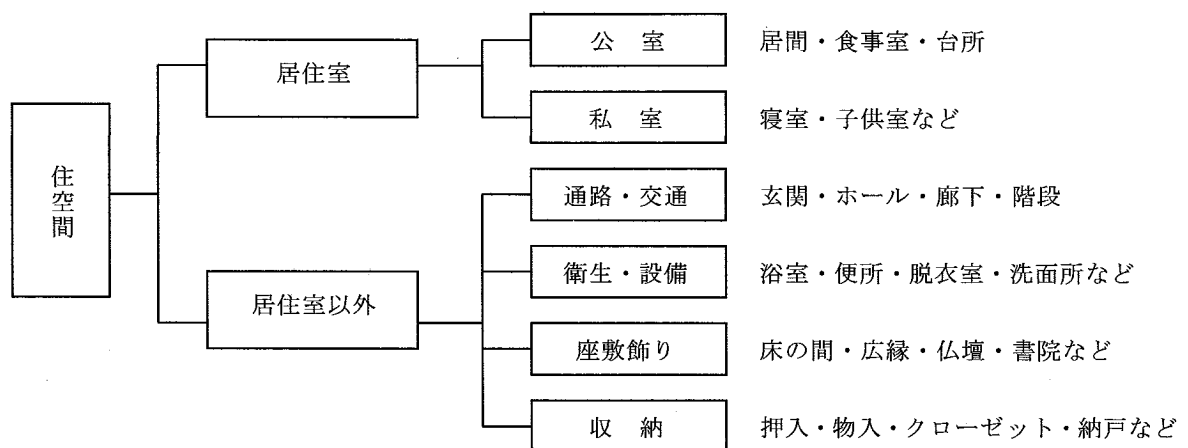 住空間
居住室
公 室 居間・食事室・台所
私 室 寝室・子供室など
居住室以外
通路・交通 玄関・ホール・廊下・階段
衛生・設備 浴室・便所・脱衣室・洗面所など
座敷飾り 床の間・広縁・仏壇・書院など
収 納 押入・物入・クローゼット・納戸など